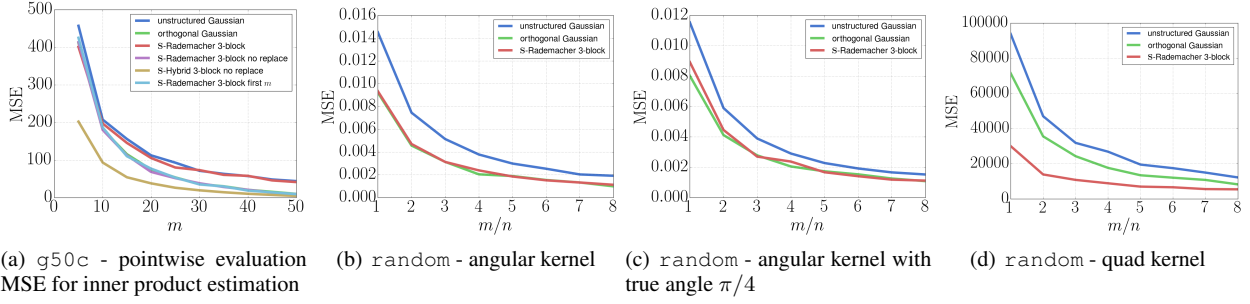 500
400
300
200
100
0
MSE
0 10 20 30 40 50
m
unstructured Gaussian
orthogonal Gaussian
S-Rademacher 3-block
S-Rademacher 3-block no replace
S-Hybrid 3-block no replace
S-Rademacher 3-block first m
0.016
0.014
0.012
0.010
0.008
0.006
0.004
0.002
0.000
MSE
1 2 3 4 5 6 7 8
m/n
unstructured Gaussian
orthogonal Gaussian
S-Rademacher 3-block
0.012
0.010
0.008
0.006
0.004
0.002
0.000
MSE
1 2 3 4 5 6 7 8
m/n
unstructured Gaussian
orthogonal Gaussian
S-Rademacher 3-block
100000
80000
60000
40000
20000
0
MSE
1 2 3 4 5 6 7 8
m/n
unstructured Gaussian
orthogonal Gaussian
S-Rademacher 3-block
(a) g50c - pointwise evaluation
MSE for inner product estimation
(b) random - angular kernel
(c) random - angular kernel with
true angle π/4
(d) random - quad kernel